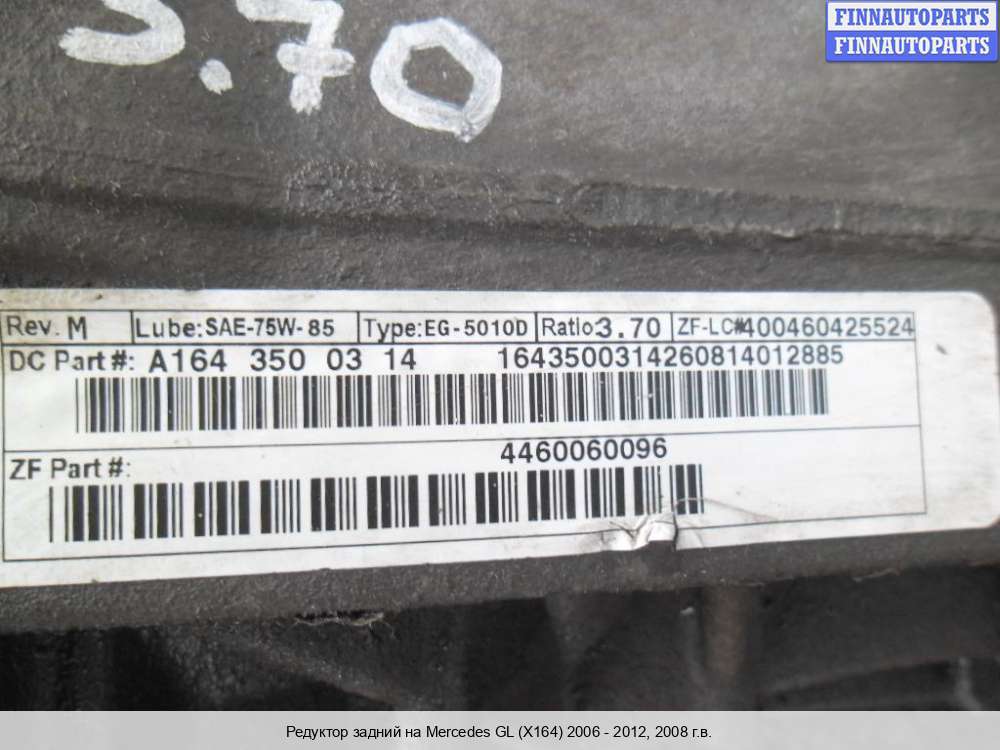 3.70
FINNAUTOPARTS
FINNAUTOPARTS
Rev. M Lube: SAE-75W-85 Type: EG-5010D Ratio: 3.70 ZF-LC# 400460425524
DC Part #: A164 350 03 14 1643500314260814012885
ZF Part #: 4460060096
Редуктор задний на Mercedes GL (X164) 2006 - 2012, 2008 г.в.